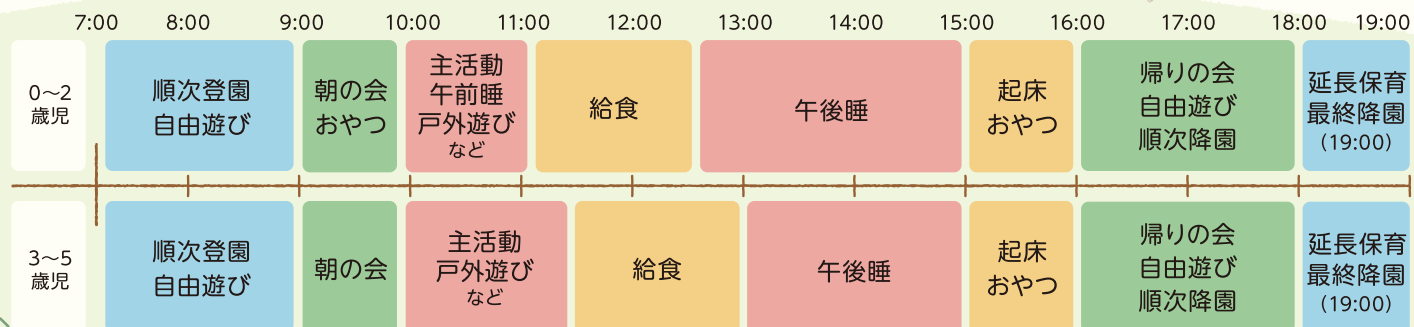 7:00 8:00 9:00 10:00 11:00 12:00 13:00 14:00 15:00 16:00 17:00 18:00 19:00
0～2
歳児
順次登園
自由遊び
朝の会
おやつ
主活動
午前睡
戸外遊び
など
給食
午後睡
起床
おやつ
帰りの会
自由遊び
順次降園
延長保育
最終降園
(19:00)
3～5
歳児
順次登園
自由遊び
朝の会
主活動
戸外遊び
など
給食
午後睡
起床
おやつ
帰りの会
自由遊び
順次降園
延長保育
最終降園
(19:00)